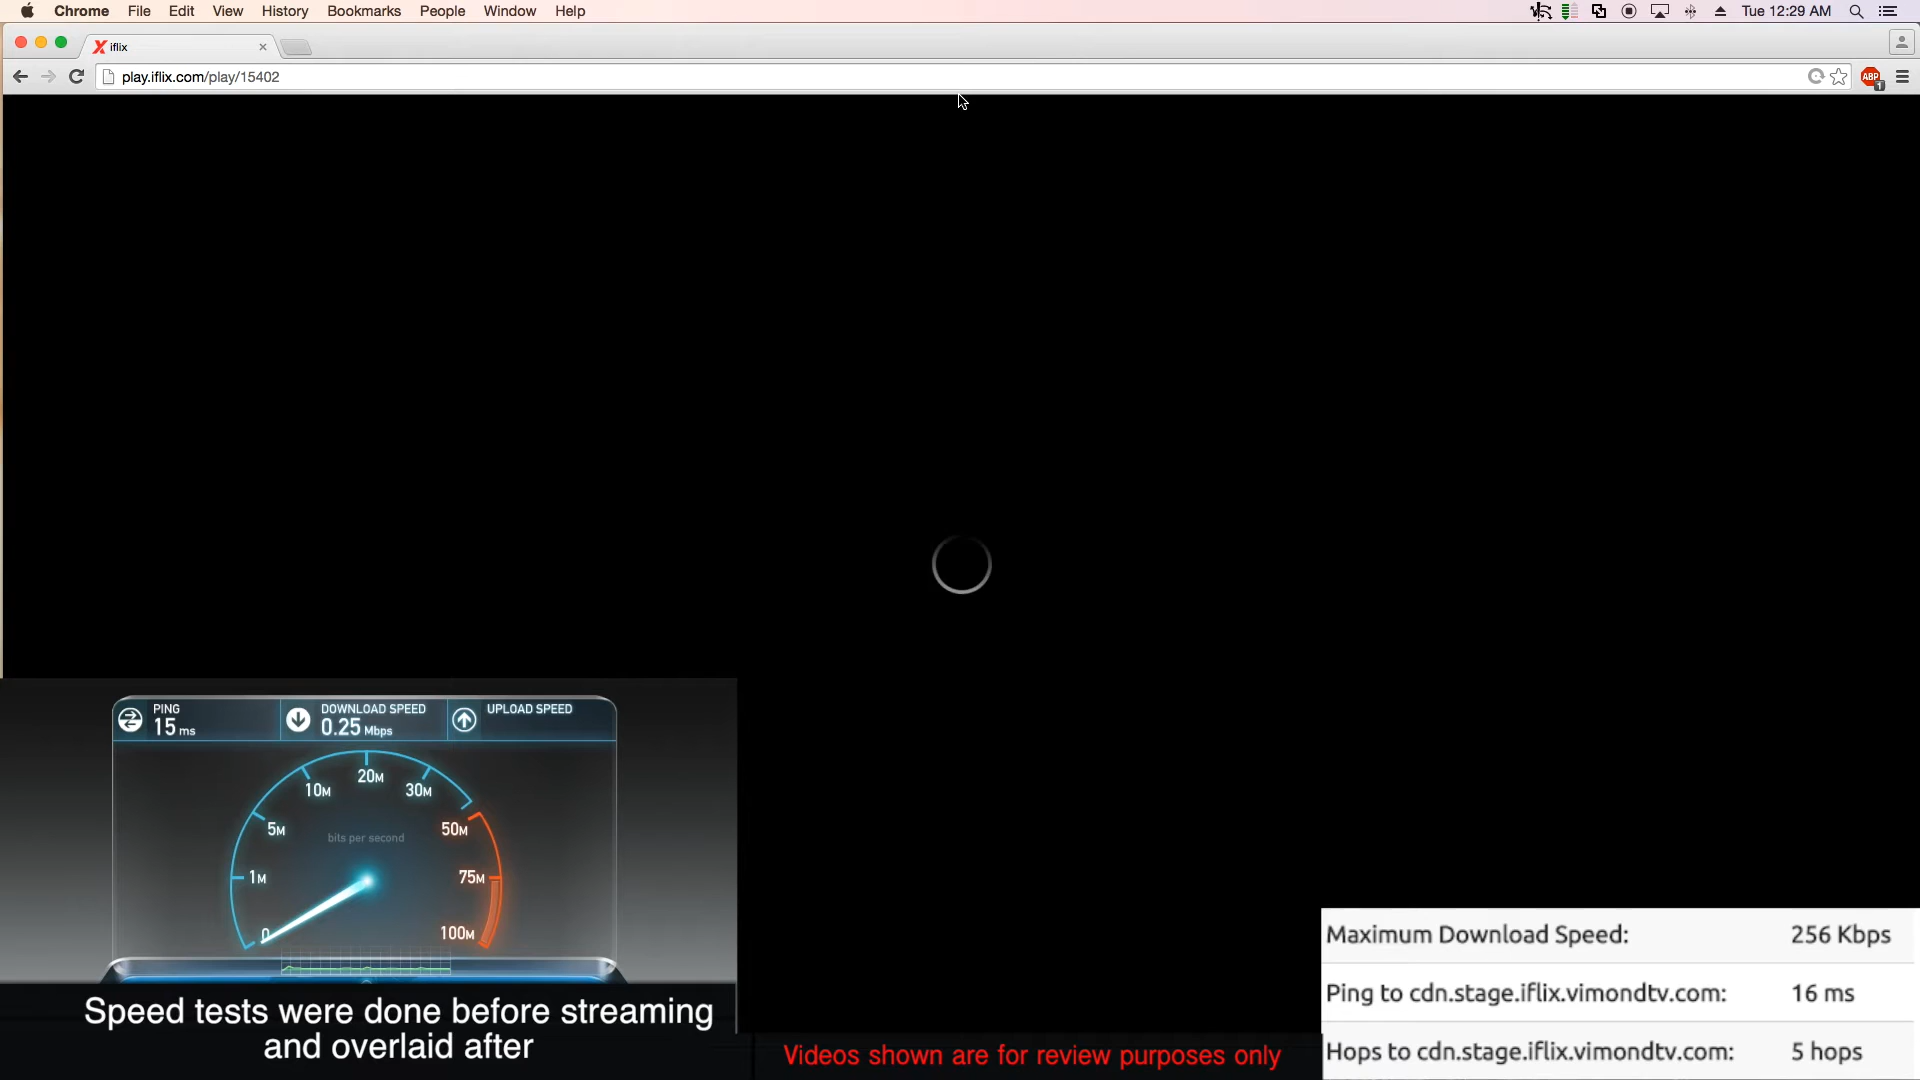 Chrome File Edit View History Bookmarks People Window Help Tue 12:29 AM
iflix
play.iflix.com/play/15402
ABP
1
PING
15 ms
DOWNLOAD SPEED
0.25 Mbps
UPLOAD SPEED
20M
10M 30M
5M 50M
bits per second
1M 75M
0 100M
Speed tests were done before streaming
and overlaid after
Videos shown are for review purposes only
Maximum Download Speed: 256 Kbps
Ping to cdn.stage.iflix.vimondtv.com: 16 ms
Hops to cdn.stage.iflix.vimondtv.com: 5 hops